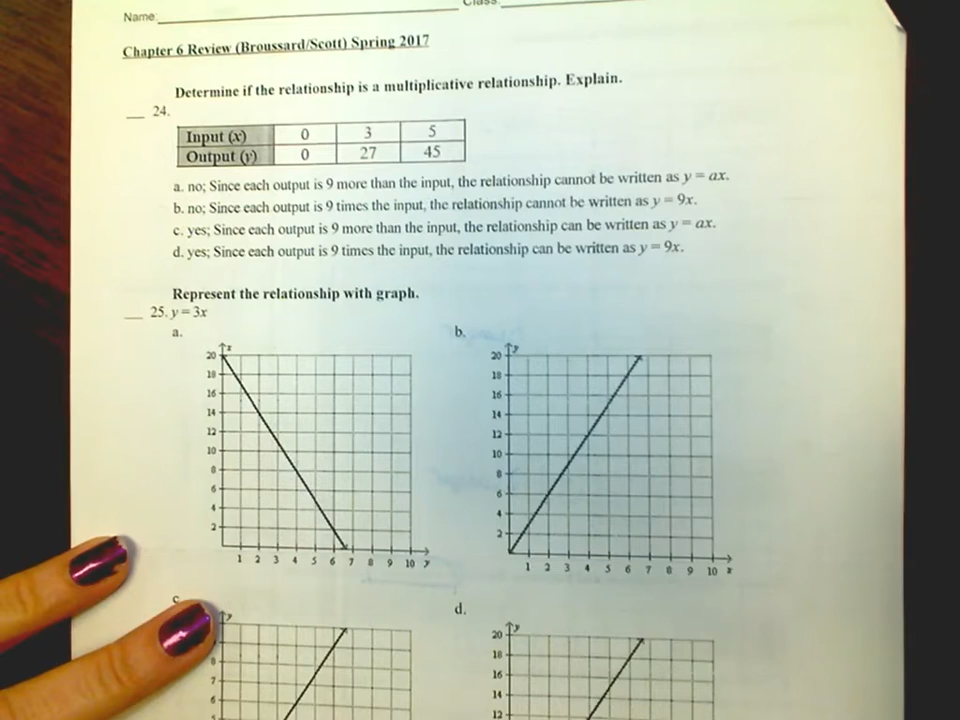 Name:
Class:
Chapter 6 Review (Broussard/Scott) Spring 2017
Determine if the relationship is a multiplicative relationship. Explain.
24.
Input (x) 0 3 5
Output (y) 0 27 45
a. no; Since each output is 9 more than the input, the relationship cannot be written as y = ax.
b. no; Since each output is 9 times the input, the relationship cannot be written as y = 9x.
c. yes; Since each output is 9 more than the input, the relationship can be written as y = ax.
d. yes; Since each output is 9 times the input, the relationship can be written as y = 9x.
Represent the relationship with graph.
25. y = 3x
a.
x
20
18
16
14
12
10
8
6
4
2
1 2 3 4 5 6 7 8 9 10 y
b.
y
20
18
16
14
12
10
8
6
4
2
1 2 3 4 5 6 7 8 9 10 x
c.
y
8
7
6
5
d.
y
20
18
16
14
12